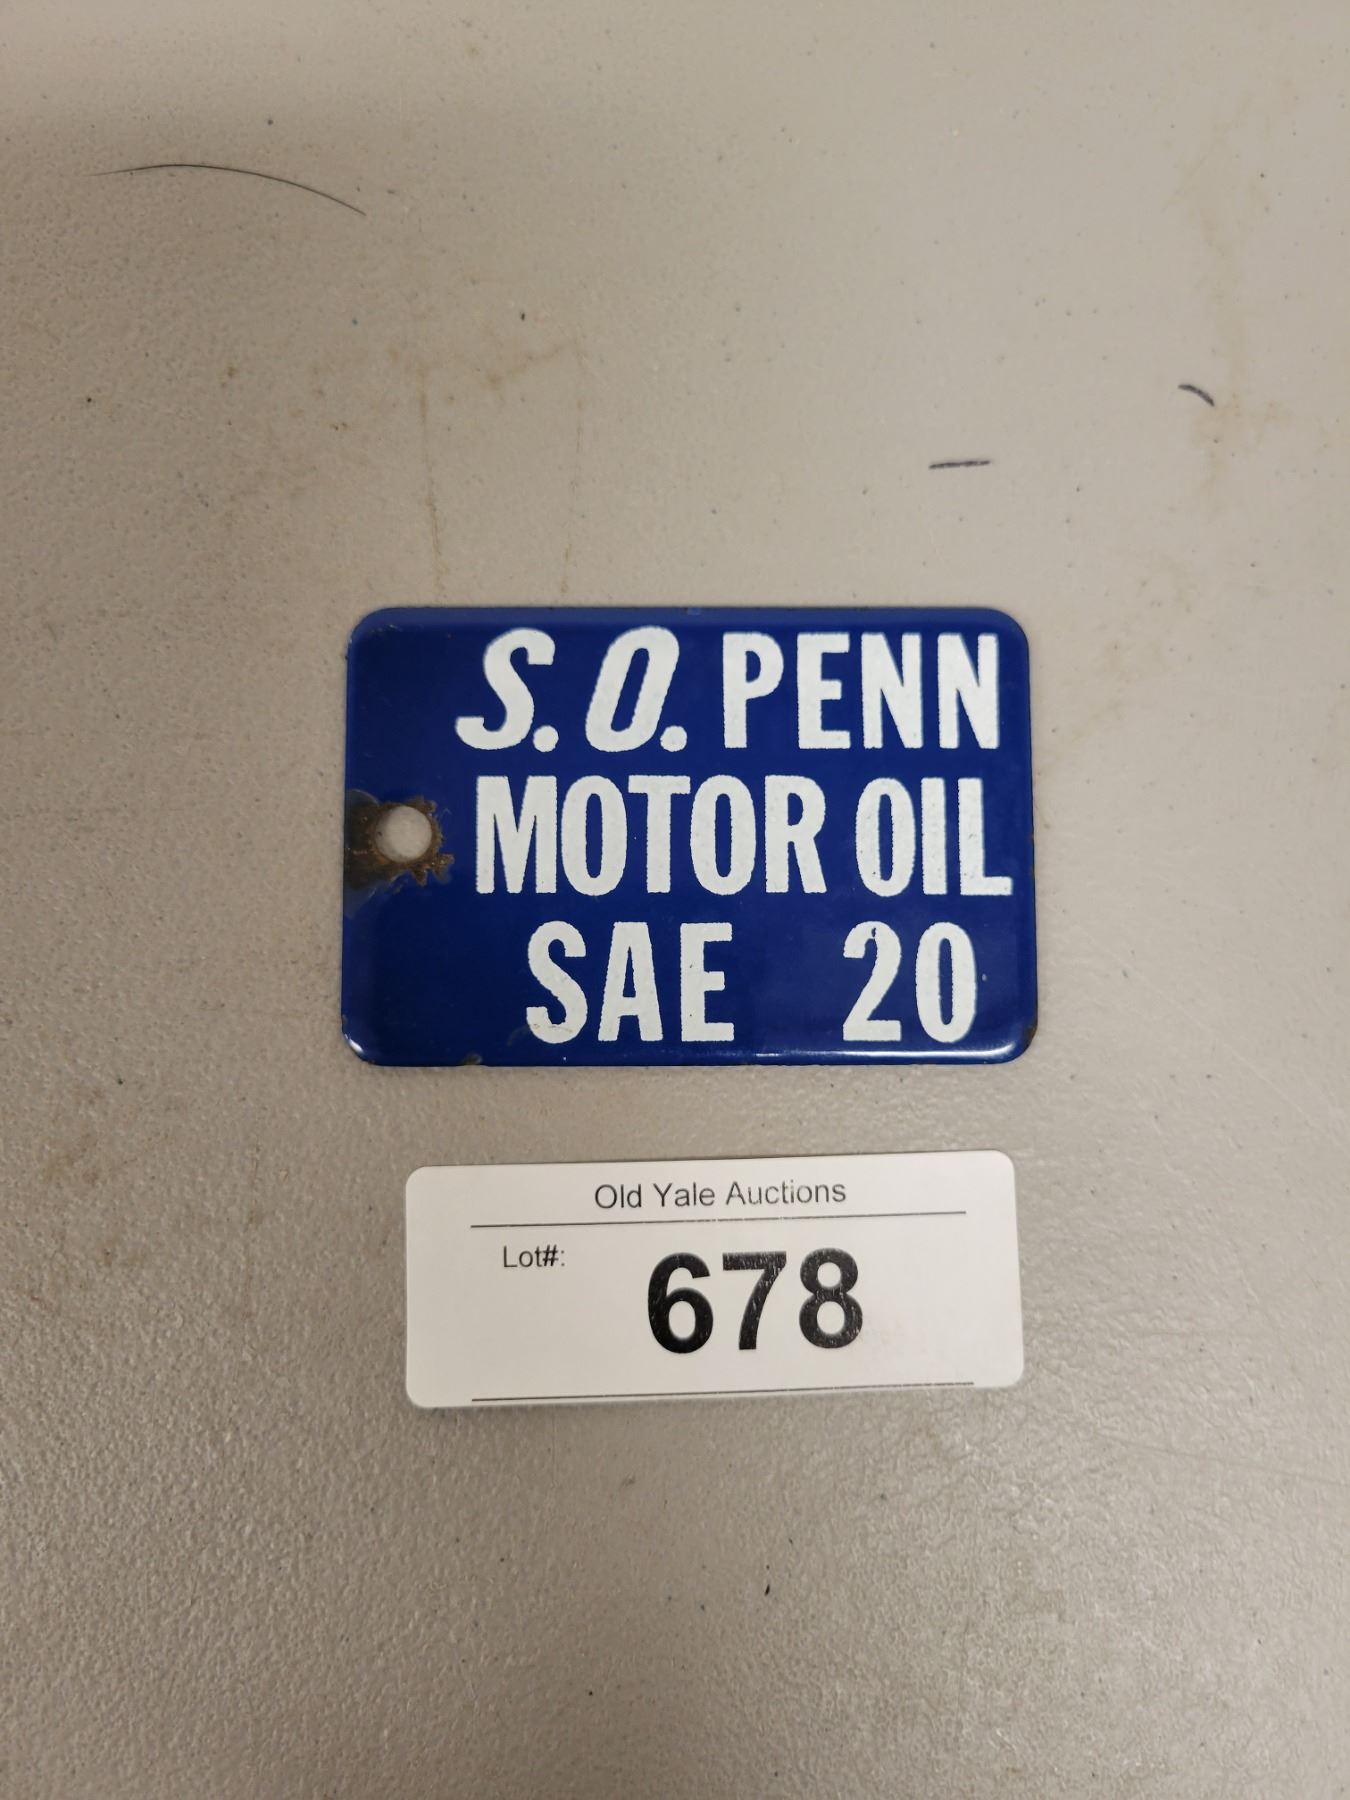 S.O. PENN
MOTOR OIL
SAE 20
Old Yale Auctions
Lot#: 678